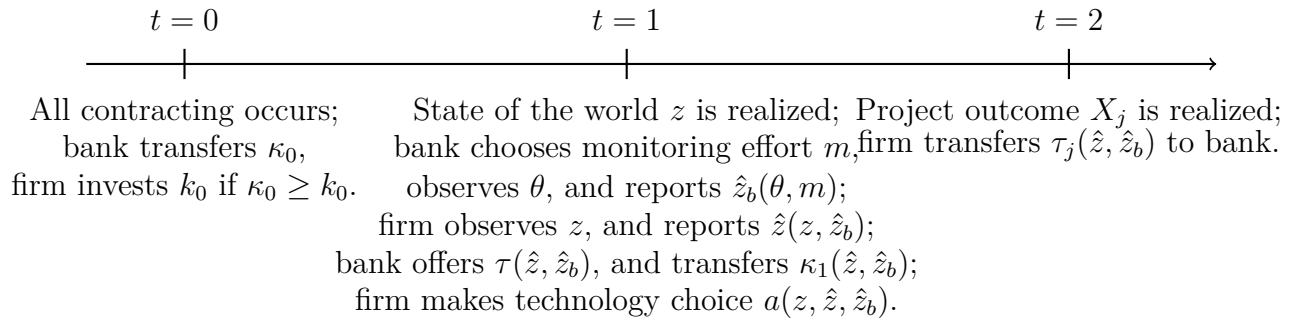 t = 0
t = 1
t = 2
All contracting occurs;
bank transfers κ₀,
firm invests k₀ if κ₀ ≥ k₀.
State of the world z is realized;
bank chooses monitoring effort m,
observes θ, and reports ẑ_b(θ, m);
firm observes z, and reports ẑ(z, ẑ_b);
bank offers τ(ẑ, ẑ_b), and transfers κ₁(ẑ, ẑ_b);
firm makes technology choice a(z, ẑ, ẑ_b).
Project outcome X_j is realized;
firm transfers τ_j(ẑ, ẑ_b) to bank.